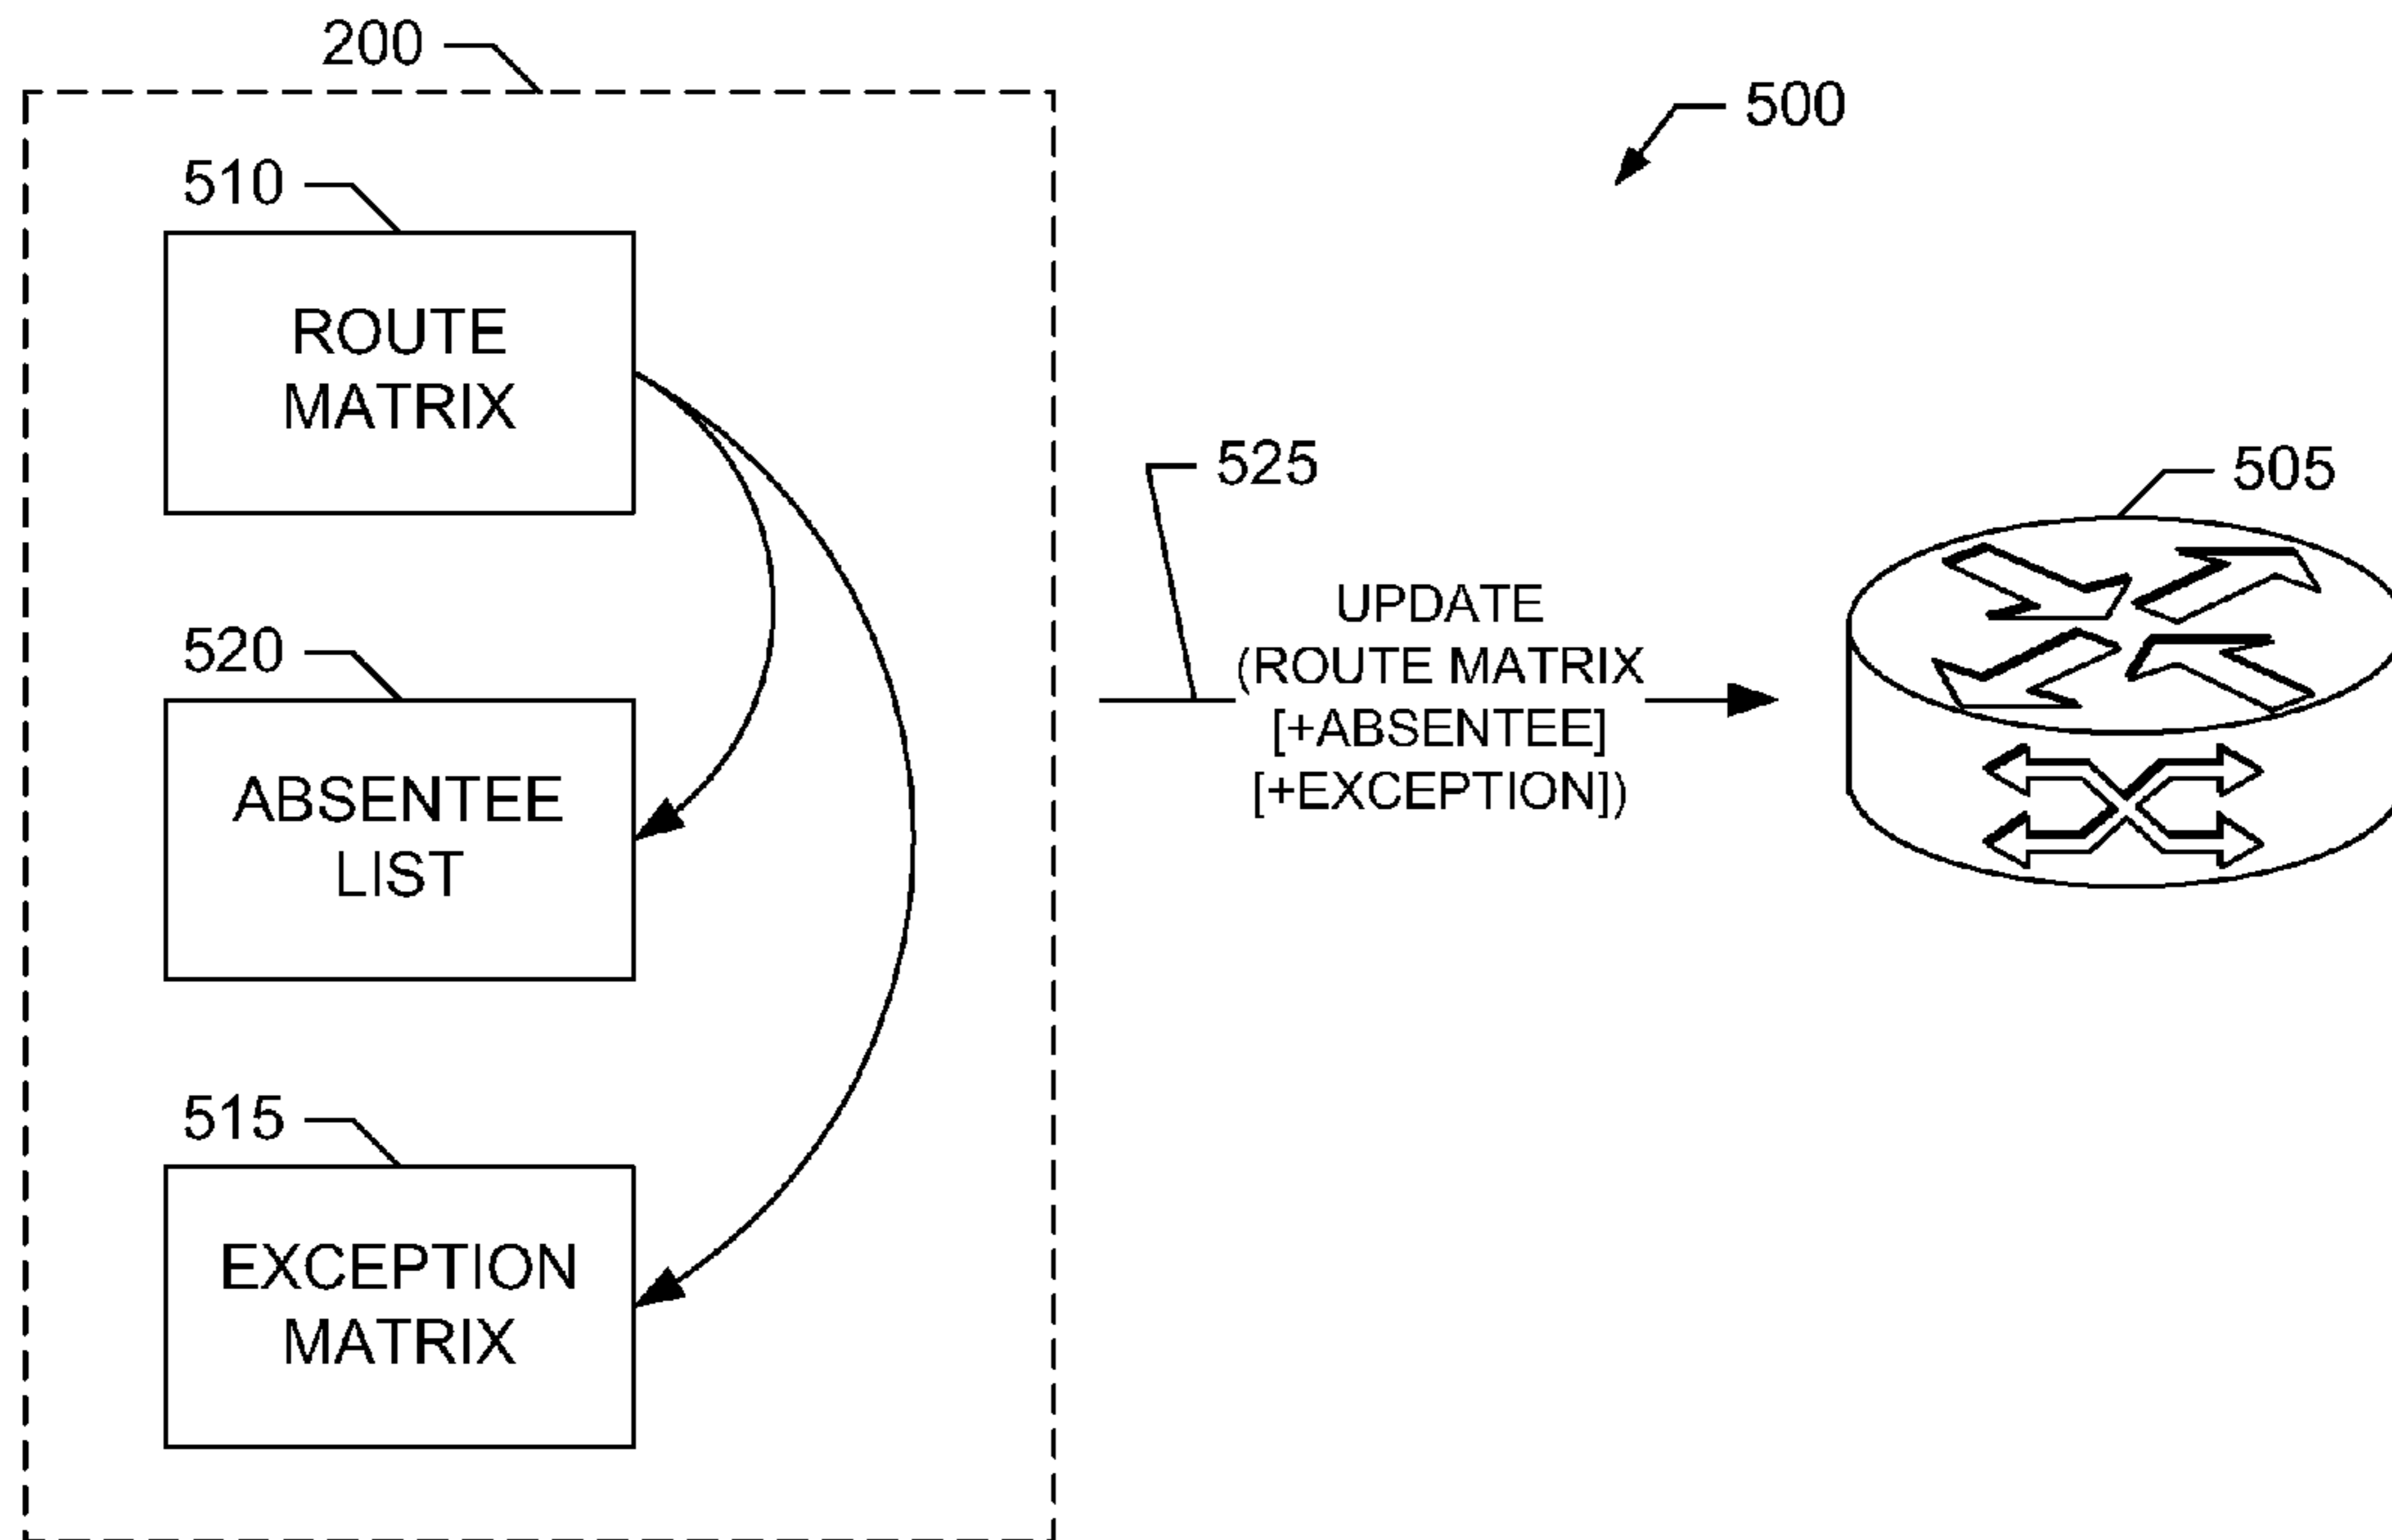 200
500
510
ROUTE
MATRIX
525
505
UPDATE
(ROUTE MATRIX
[+ABSENTEE]
[+EXCEPTION])
520
ABSENTEE
LIST
515
EXCEPTION
MATRIX